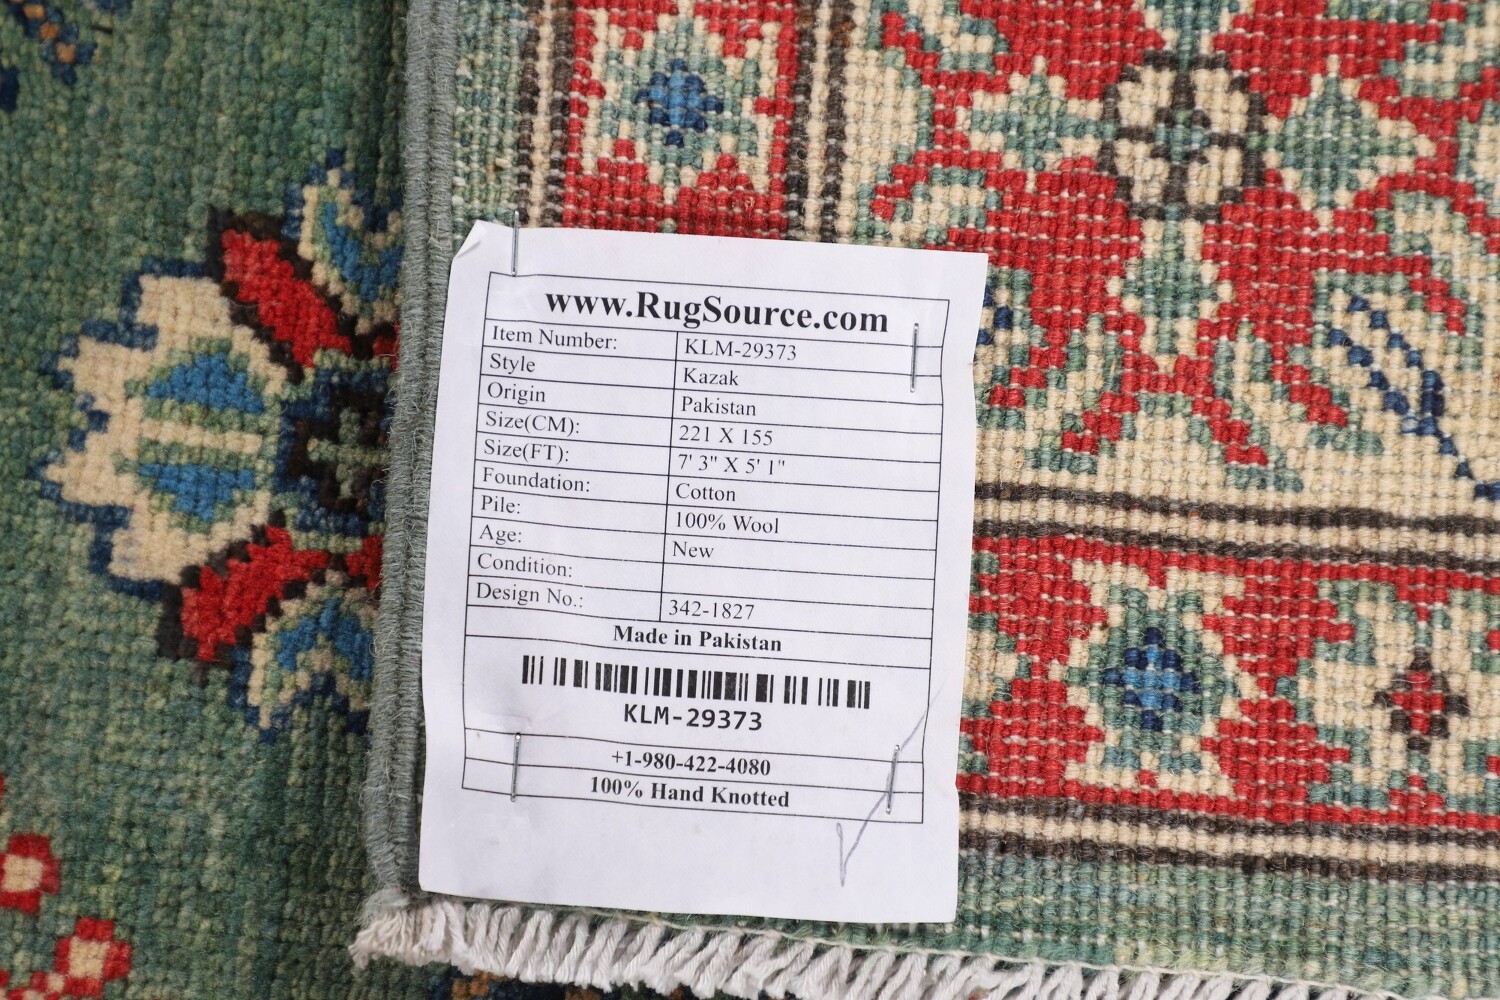 www.RugSource.com
Item Number: KLM-29373
Style Kazak
Origin Pakistan
Size(CM): 221 X 155
Size(FT): 7' 3" X 5' 1"
Foundation: Cotton
Pile: 100% Wool
Age: New
Condition:
Design No.: 342-1827
Made in Pakistan
KLM-29373
+1-980-422-4080
100% Hand Knotted